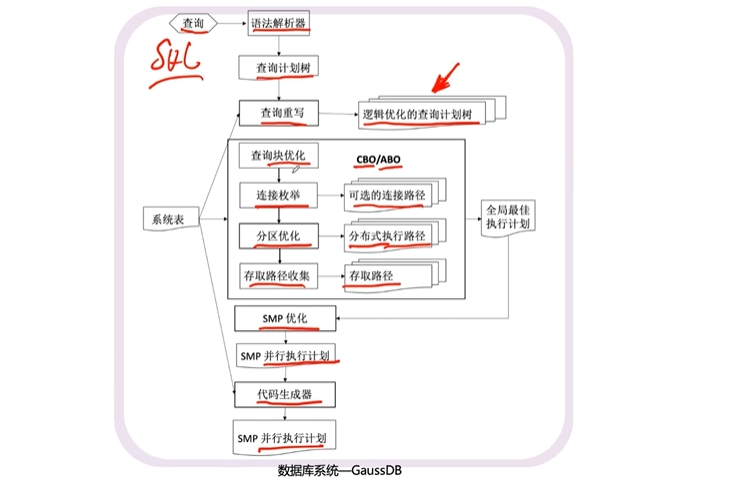 查询
语法解析器
SQL
查询计划树
查询重写
逻辑优化的查询计划树
查询块优化
CBO/ABO
连接枚举
可选的连接路径
系统表
分区优化
分布式执行路径
全局最佳
执行计划
存取路径收集
存取路径
SMP 优化
SMP 并行执行计划
代码生成器
SMP 并行执行计划
数据库系统—GaussDB